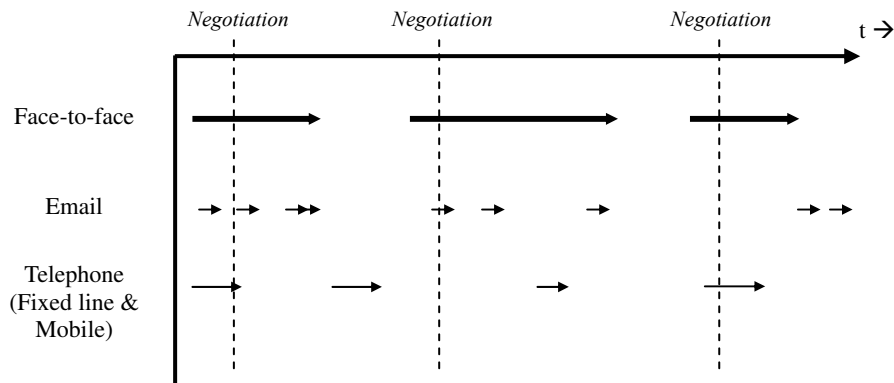 Negotiation Negotiation Negotiation
t →
Face-to-face
Email
Telephone
(Fixed line &
Mobile)